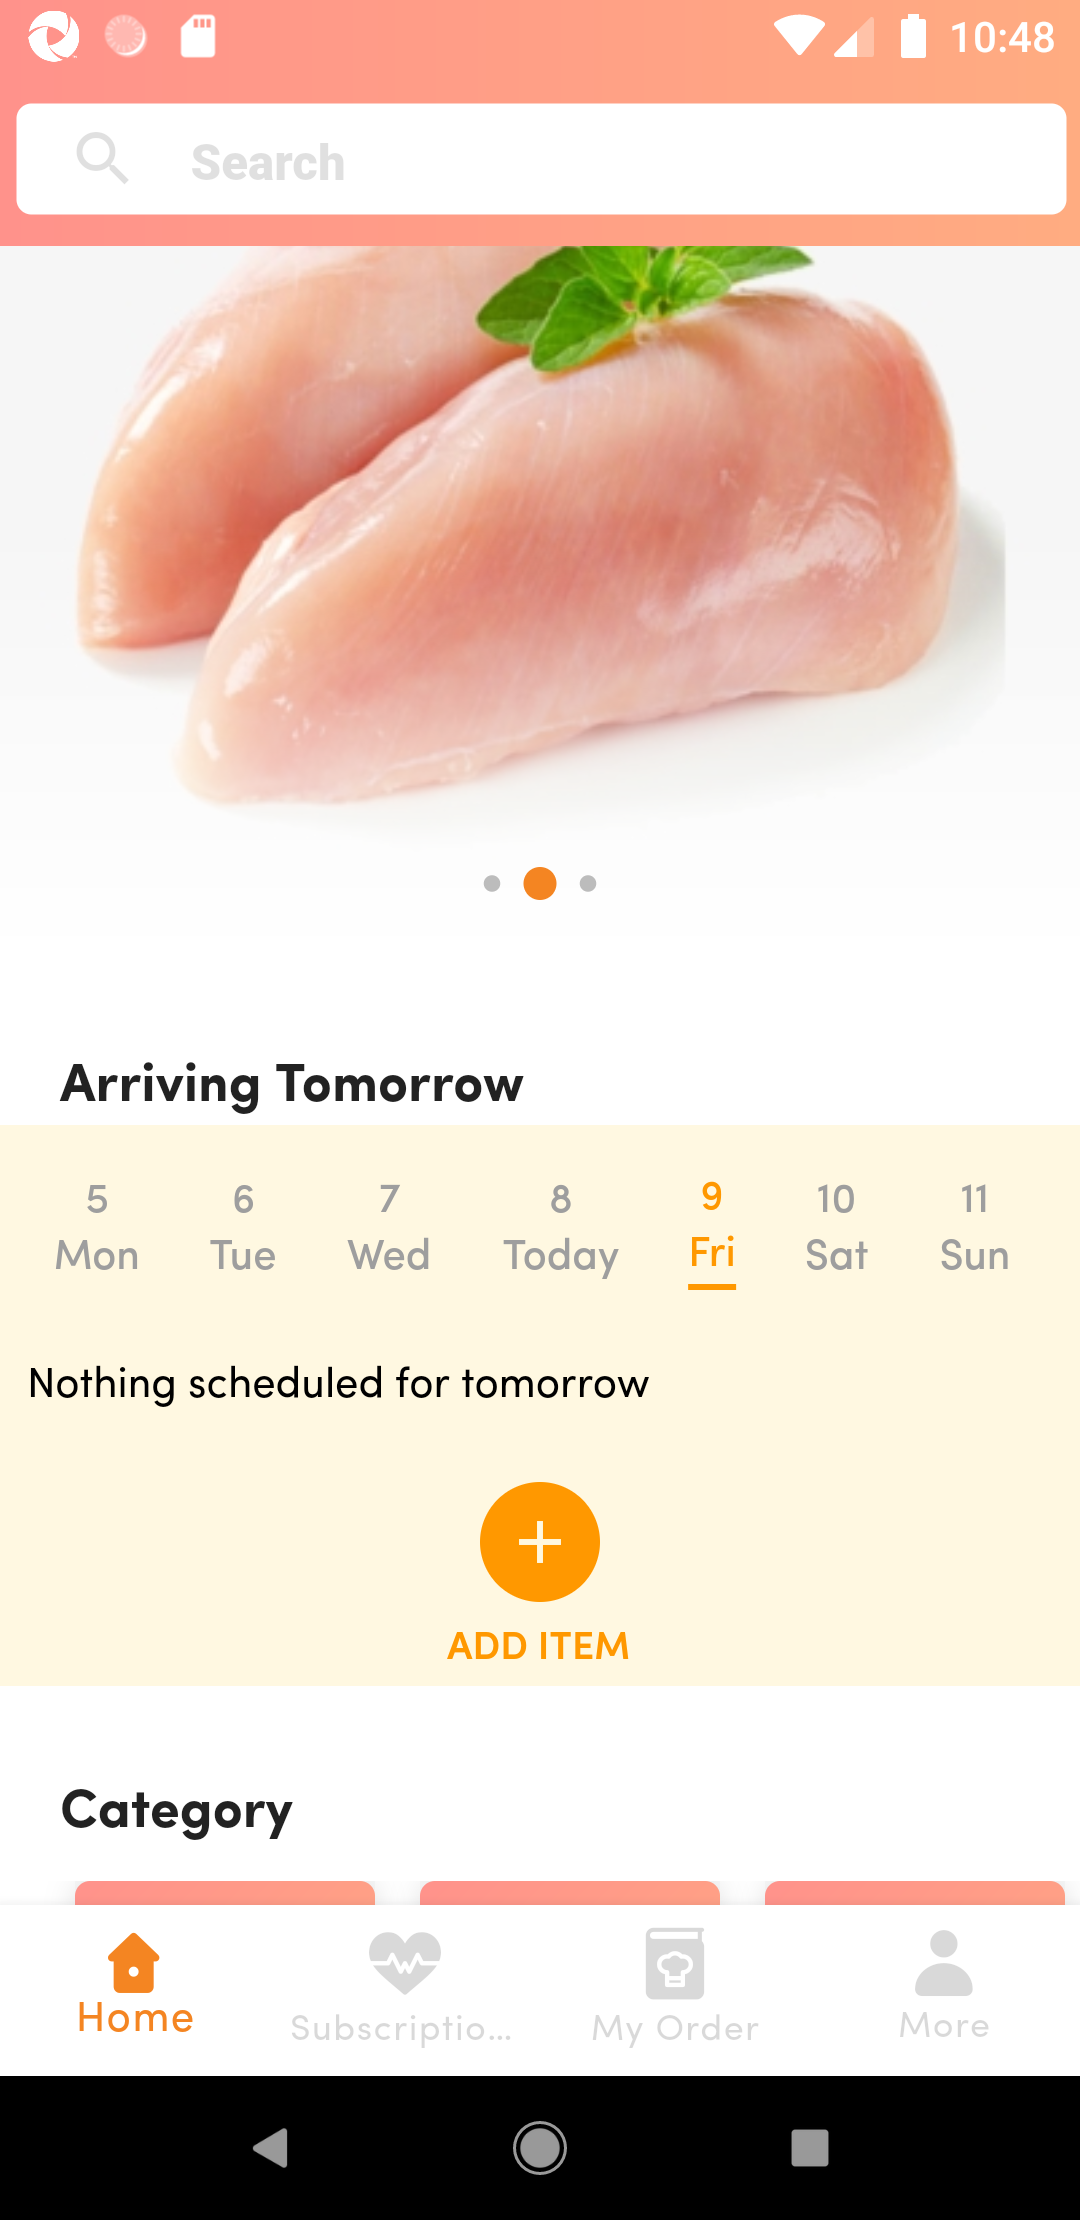 10:48
Search
Arriving Tomorrow
5 6 7 8 9 10 11
Mon Tue Wed Today Fri Sat Sun
Nothing scheduled for tomorrow
ADD ITEM
Category
Home Subscriptio... My Order More